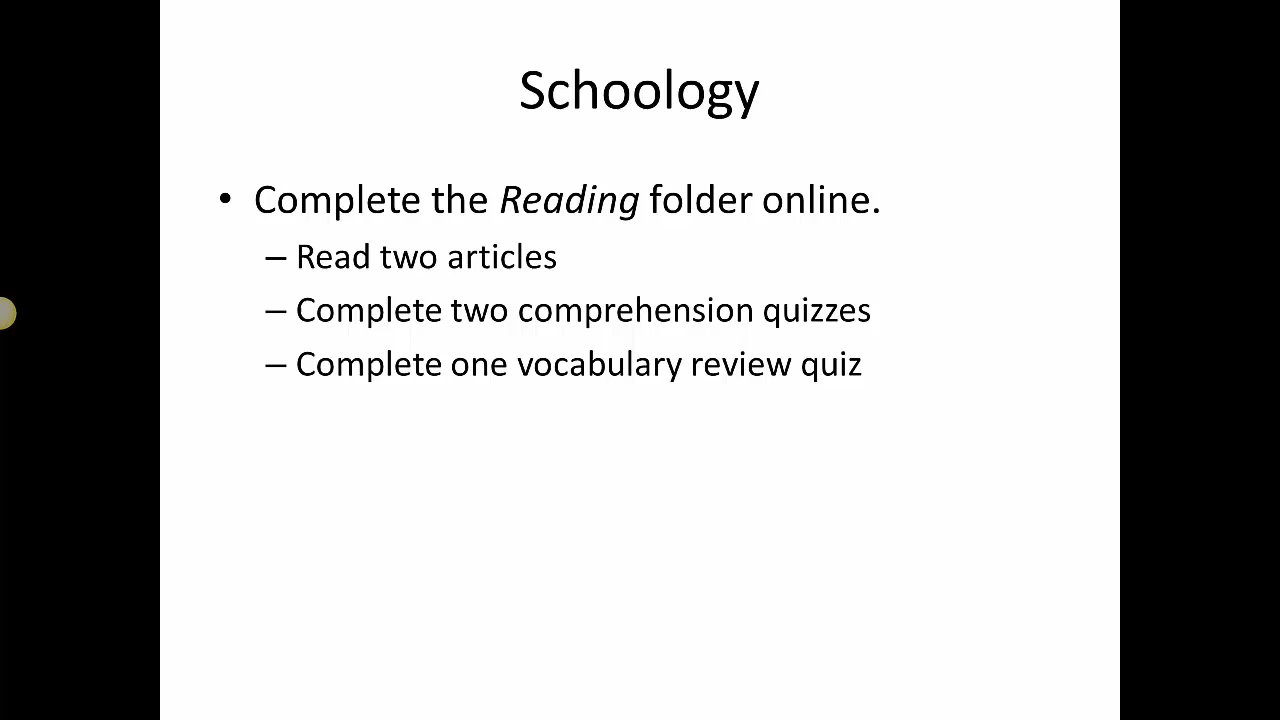 Schoology
• Complete the Reading folder online.
– Read two articles
– Complete two comprehension quizzes
– Complete one vocabulary review quiz